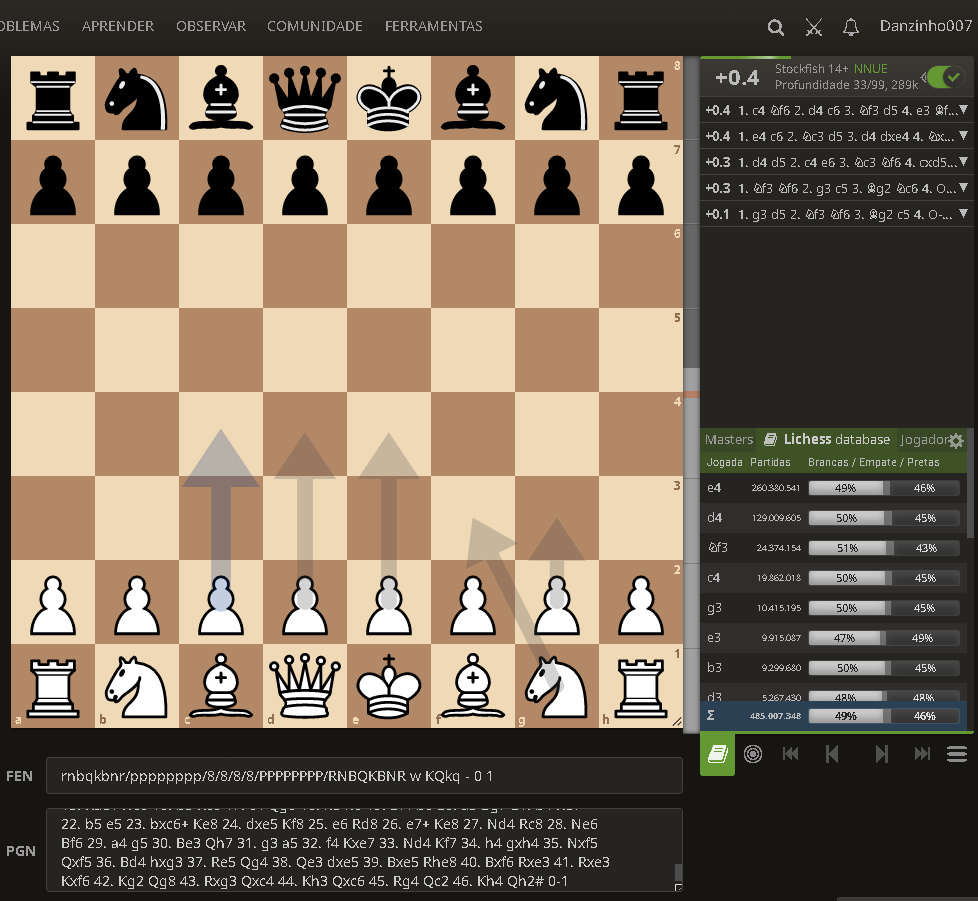 OBLEMAS APRENDER OBSERVAR COMUNIDADE FERRAMENTAS Danzinho007
8
7
6
5
4
3
2
1
a b c d e f g h
+0.4 Stockfish 14+ NNUE
Profundidade 33/99, 289k
+0.4 1. c4 ♘f6 2. d4 c6 3. ♘f3 d5 4. e3 ♗f...
+0.4 1. e4 c6 2. ♘c3 d5 3. d4 dxe4 4. ♘x...
+0.3 1. d4 d5 2. c4 e6 3. ♘c3 ♘f6 4. cxd5...
+0.3 1. ♘f3 ♘f6 2. g3 c5 3. ♗g2 ♘c6 4. O...
+0.1 1. g3 d5 2. ♘f3 ♘f6 3. ♗g2 c5 4. O-...
Masters Lichess database Jogador
Jogada Partidas Brancas / Empate / Pretas
e4 260.380.541 49% 46%
d4 129.009.605 50% 45%
♘f3 24.374.154 51% 43%
c4 19.862.018 50% 45%
g3 10.415.195 50% 45%
e3 9.915.087 47% 49%
b3 9.299.680 50% 45%
d3 5.267.430 48% 48%
Σ 485.007.348 49% 46%
FEN rnbqkbnr/pppppppp/8/8/8/8/PPPPPPPP/RNBQKBNR w KQkq - 0 1
PGN
22. b5 e5 23. bxc6+ Ke8 24. dxe5 Kf8 25. e6 Rd8 26. e7+ Ke8 27. Nd4 Rc8 28. Ne6
Bf6 29. a4 g5 30. Be3 Qh7 31. g3 a5 32. f4 Kxe7 33. Nd4 Kf7 34. h4 gxh4 35. Nxf5
Qxf5 36. Bd4 hxg3 37. Re5 Qg4 38. Qe3 dxe5 39. Bxe5 Rhe8 40. Bxf6 Rxe3 41. Rxe3
Kxf6 42. Kg2 Qg8 43. Rxg3 Qxc4 44. Kh3 Qxc6 45. Rg4 Qc2 46. Kh4 Qh2# 0-1